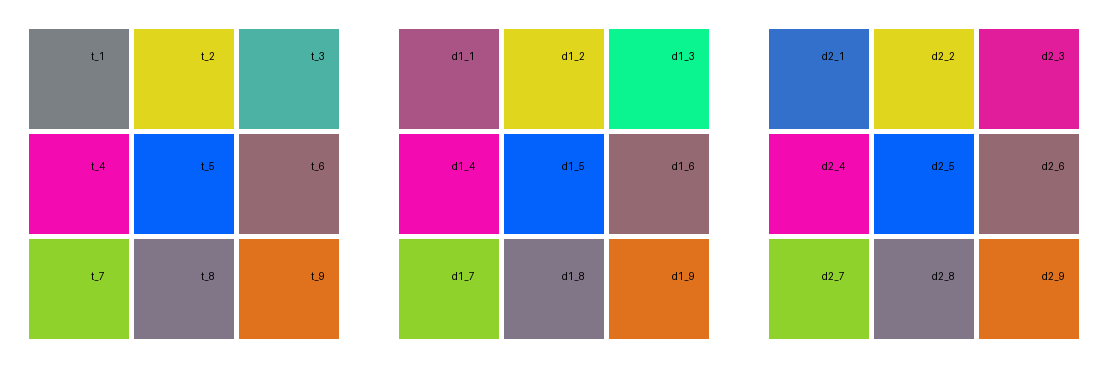 t_1 t_2 t_3 d1_1 d1_2 d1_3 d2_1 d2_2 d2_3
t_4 t_5 t_6 d1_4 d1_5 d1_6 d2_4 d2_5 d2_6
t_7 t_8 t_9 d1_7 d1_8 d1_9 d2_7 d2_8 d2_9